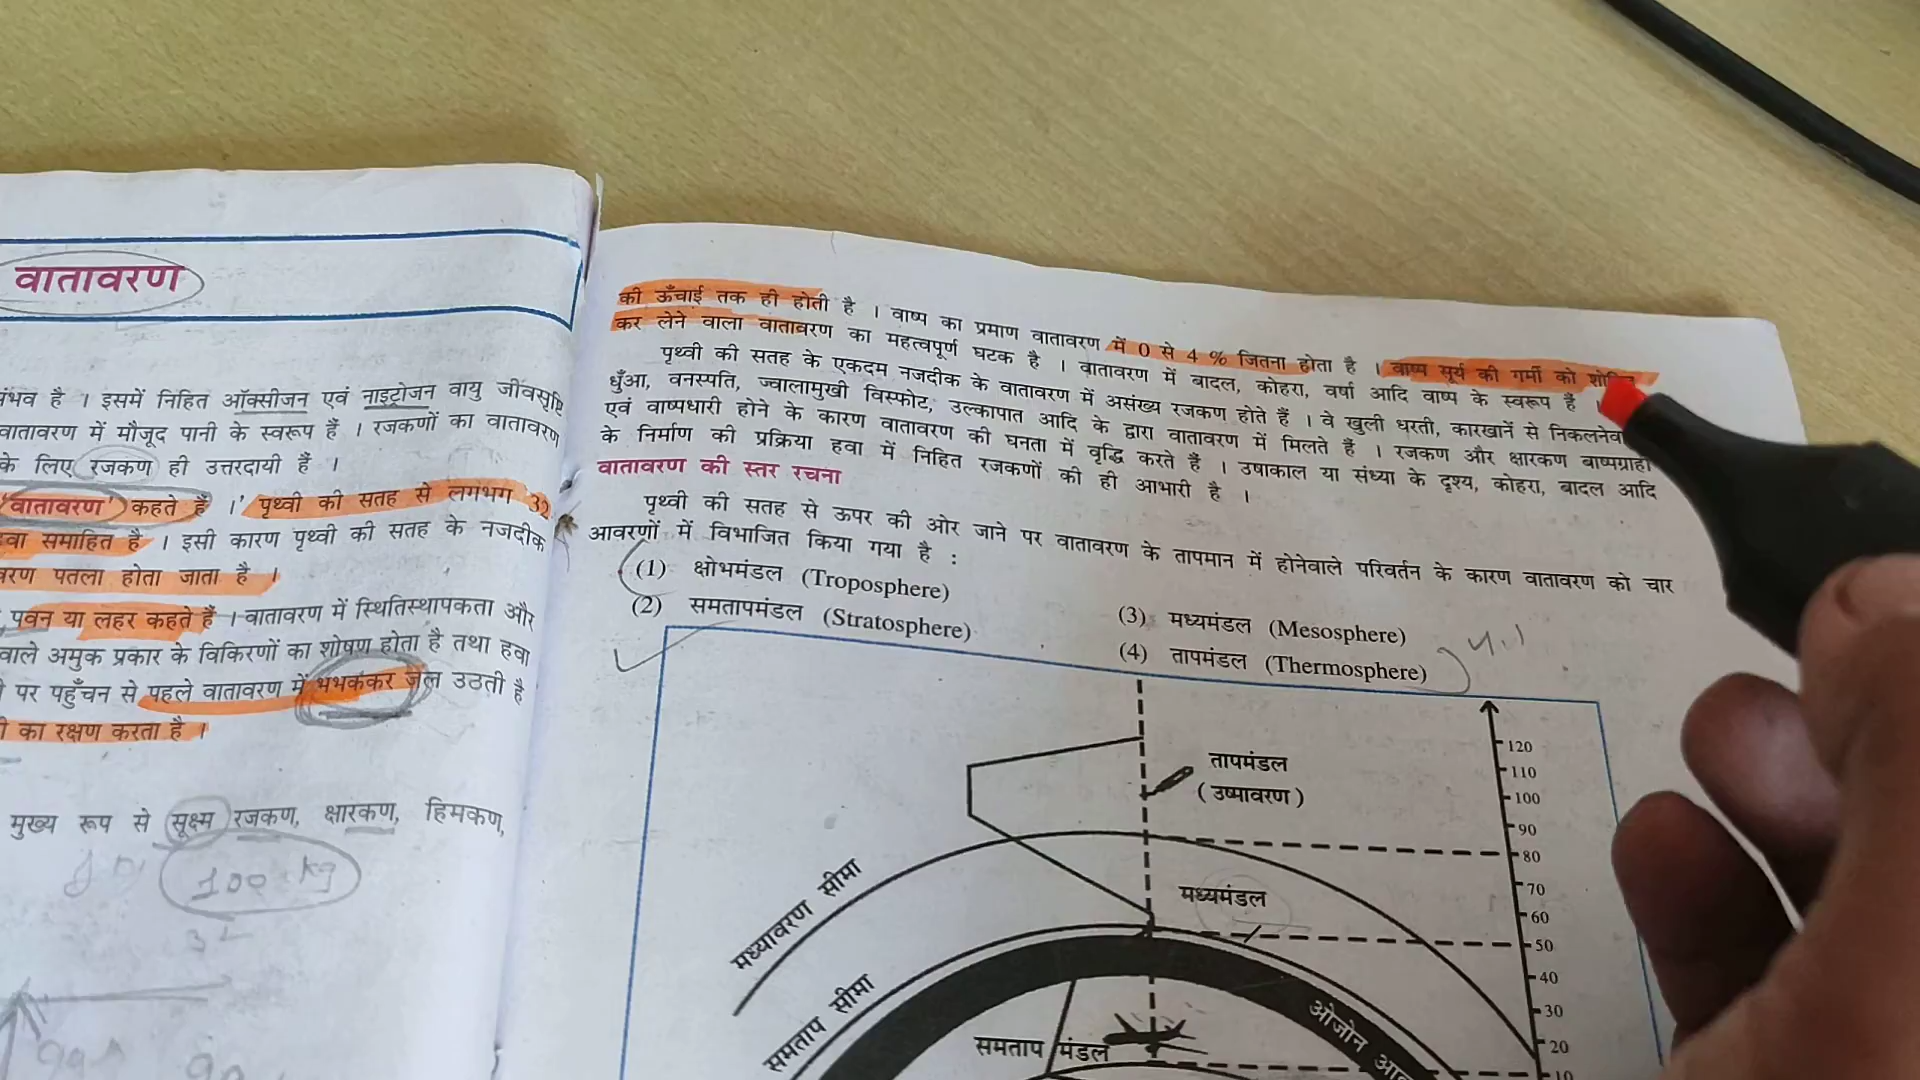 वातावरण
संभव है । इसमें निहित ऑक्सीजन एवं नाइट्रोजन वायु जीवसृष्टि
वातावरण में मौजूद पानी के स्वरूप हैं । रजकणों का वातावरण
के लिए रजकण ही उत्तरदायी हैं ।
'वातावरण' कहते हैं ।' पृथ्वी की सतह से लगभग 32
हवा समाहित है । इसी कारण पृथ्वी की सतह के नजदीक
पतला होता जाता है ।
पवन या लहर कहते हैं । वातावरण में स्थितिस्थापकता और
वाले अमुक प्रकार के विकिरणों का शोषण होता है तथा हवा
पर पहुँचन से पहले वातावरण में भभककर जल उठती है
का रक्षण करता है ।
मुख्य रूप से सूक्ष्म रजकण, क्षारकण, हिमकण,
100 kg
32
की ऊँचाई तक ही होती है । वाष्प का प्रमाण वातावरण में 0 से 4 % जितना होता है । वाष्प सूर्य की गर्मी को शोषित
कर लेने वाला वातावरण का महत्वपूर्ण घटक है । वातावरण में बादल, कोहरा, वर्षा आदि वाष्प के स्वरूप हैं
पृथ्वी की सतह के एकदम नजदीक के वातावरण में असंख्य रजकण होते हैं । वे खुली धरती, कारखानें से
धुँआ, वनस्पति, ज्वालामुखी विस्फोट, उल्कापात आदि के द्वारा वातावरण में मिलते हैं । रजकण और क्षारकण बाष्पग्राही
एवं वाष्पधारी होने के कारण वातावरण की घनता में वृद्धि करते हैं । उषाकाल या संध्या के दृश्य, कोहरा, बादल आदि
के निर्माण की प्रक्रिया हवा में निहित रजकणों की ही आभारी है ।
वातावरण की स्तर रचना
पृथ्वी की सतह से ऊपर की ओर जाने पर वातावरण के तापमान में होनेवाले परिवर्तन के कारण वातावरण को चार
आवरणों में विभाजित किया गया है :
(1) क्षोभमंडल (Troposphere)
(2) समतापमंडल (Stratosphere)
(3) मध्यमंडल (Mesosphere)
(4) तापमंडल (Thermosphere)
120
तापमंडल
110
(उष्मावरण)
100
90
80
70
मध्यमंडल
60
मध्यावरण सीमा
50
40
30
समताप सीमा
ओजोन
20
समताप मंडल
10